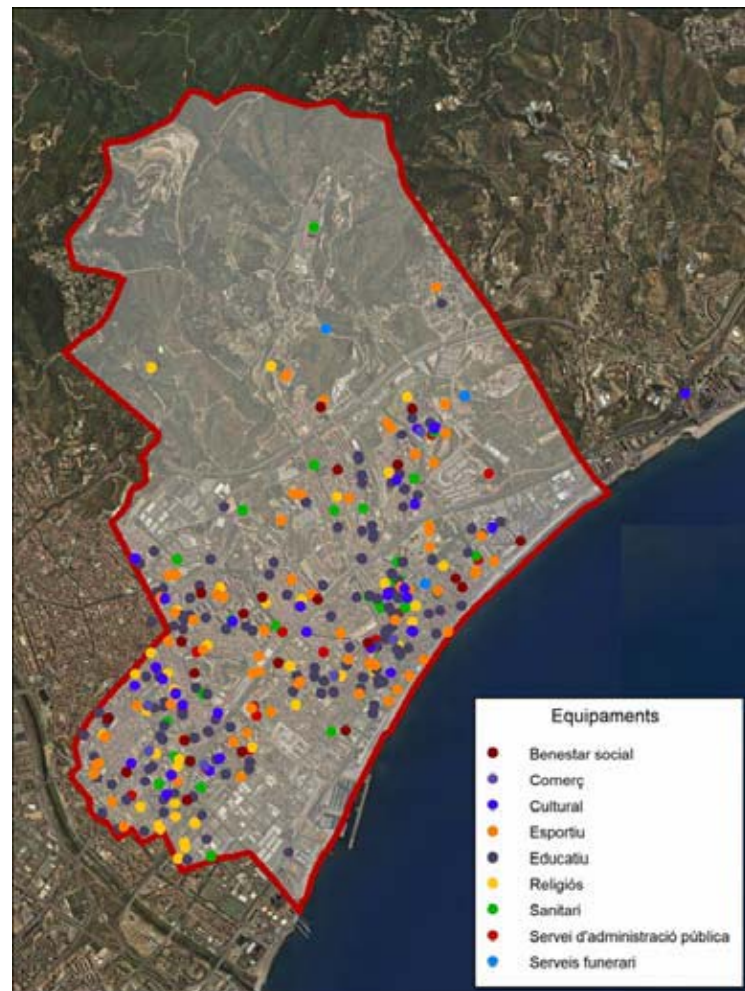 Equipaments
Benestar social
Comerç
Cultural
Esportiu
Educatiu
Religiós
Sanitari
Servei d'administració pública
Serveis funerari